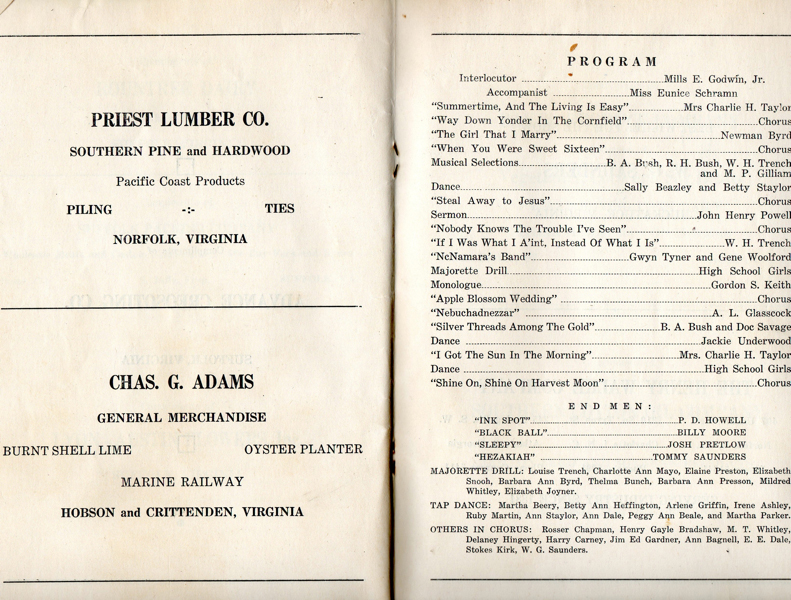 PRIEST LUMBER CO.
SOUTHERN PINE and HARDWOOD
Pacific Coast Products
PILING -:- TIES
NORFOLK, VIRGINIA
CHAS. G. ADAMS
GENERAL MERCHANDISE
BURNT SHELL LIME OYSTER PLANTER
MARINE RAILWAY
HOBSON and CRITTENDEN, VIRGINIA
PROGRAM
Interlocutor ........ Mills E. Godwin, Jr.
Accompanist ........ Miss Eunice Schramn
"Summertime, And The Living Is Easy" ........ Mrs Charlie H. Taylor
"Way Down Yonder In The Cornfield" ........ Chorus
"The Girl That I Marry" ........ Newman Byrd
"When You Were Sweet Sixteen" ........ Chorus
Musical Selections ........ B. A. Bush, R. H. Bush, W. H. Trench
and M. P. Gilliam
Dance ........ Sally Beazley and Betty Staylor
"Steal Away to Jesus" ........ Chorus
Sermon ........ John Henry Powell
"Nobody Knows The Trouble I've Seen" ........ Chorus
"If I Was What I A'int, Instead Of What I Is" ........ W. H. Trench
"NcNamara's Band" ........ Gwyn Tyner and Gene Woolford
Majorette Drill ........ High School Girls
Monologue ........ Gordon S. Keith
"Apple Blossom Wedding" ........ Chorus
"Nebuchadnezzar" ........ A. L. Glasscock
"Silver Threads Among The Gold" ........ B. A. Bush and Doc Savage
Dance ........ Jackie Underwood
"I Got The Sun In The Morning" ........ Mrs. Charlie H. Taylor
Dance ........ High School Girls
"Shine On, Shine On Harvest Moon" ........ Chorus
END MEN:
"INK SPOT" ........ P. D. HOWELL
"BLACK BALL" ........ BILLY MOORE
"SLEEPY" ........ JOSH PRETLOW
"HEZAKIAH" ........ TOMMY SAUNDERS
MAJORETTE DRILL: Louise Trench, Charlotte Ann Mayo, Elaine Preston, Elizabeth
Snooh, Barbara Ann Byrd, Thelma Bunch, Barbara Ann Presson, Mildred
Whitley, Elizabeth Joyner.
TAP DANCE: Martha Beery, Betty Ann Heffington, Arlene Griffin, Irene Ashley,
Ruby Martin, Ann Staylor, Ann Dale, Peggy Ann Beale, and Martha Parker.
OTHERS IN CHORUS: Rosser Chapman, Henry Gayle Bradshaw, M. T. Whitley,
Delaney Hingerty, Harry Carney, Jim Ed Gardner, Ann Bagnell, E. E. Dale,
Stokes Kirk, W. G. Saunders.